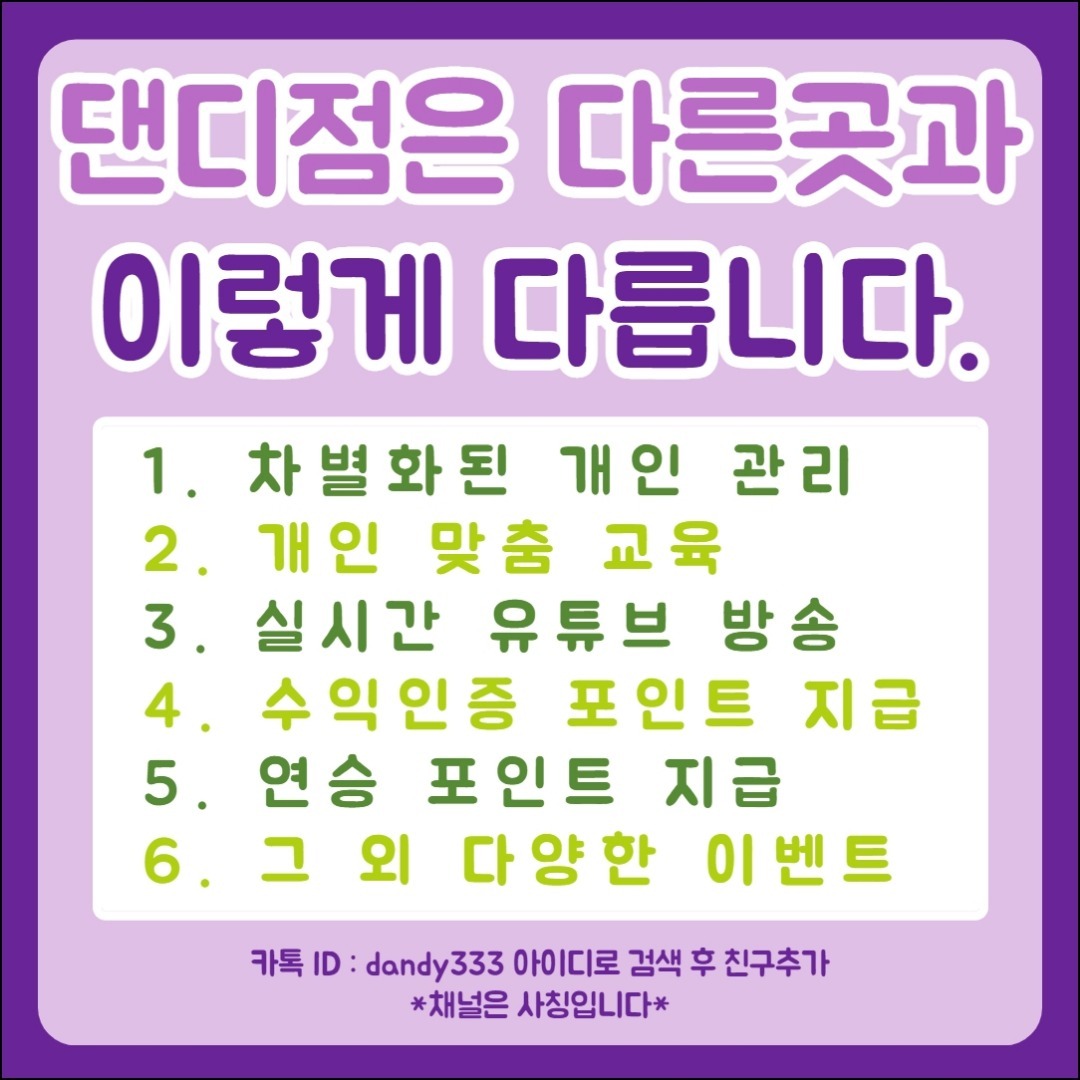 댄디점은 다른곳과
이렇게 다릅니다.
1. 차별화된 개인 관리
2. 개인 맞춤 교육
3. 실시간 유튜브 방송
4. 수익인증 포인트 지급
5. 연승 포인트 지급
6. 그 외 다양한 이벤트
카톡 ID : dandy333 아이디로 검색 후 친구추가
*채널은 사칭입니다*